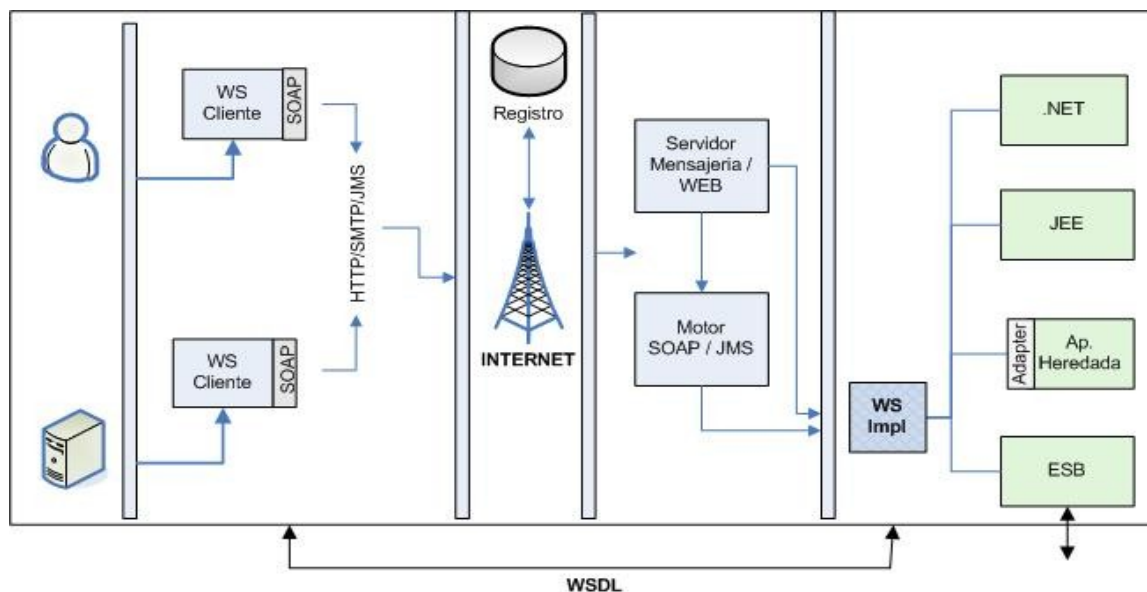 WS
Cliente
SOAP
WS
Cliente
SOAP
HTTP/SMTP/JMS
Registro
INTERNET
Servidor
Mensajeria /
WEB
Motor
SOAP / JMS
WS
Impl
.NET
JEE
Adapter
Ap.
Heredada
ESB
WSDL